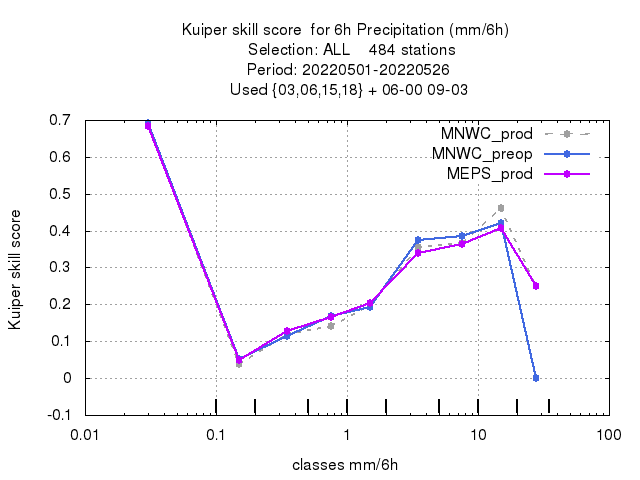 Kuiper skill score  for 6h Precipitation (mm/6h)
Selection: ALL    484 stations
Period: 20220501-20220526
Used {03,06,15,18} + 06-00 09-03
MNWC_prod
MNWC_preop
MEPS_prod
Kuiper skill score
0.7
0.6
0.5
0.4
0.3
0.2
0.1
0
-0.1
0.01
0.1
1
10
100
classes mm/6h